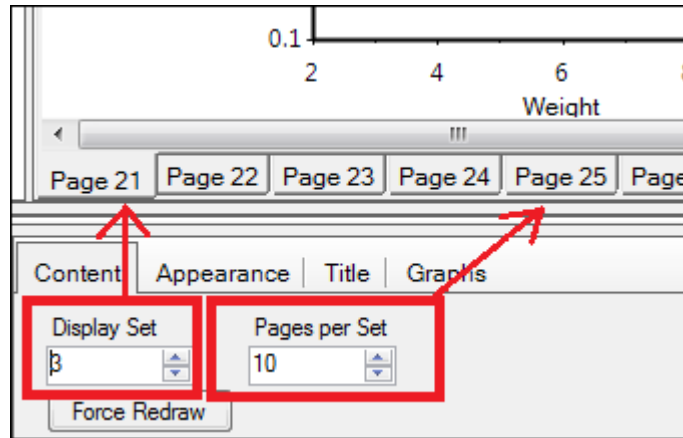 0.1
2 4 6
Weight
Page 21 Page 22 Page 23 Page 24 Page 25 Page
Content Appearance Title Graphs
Display Set Pages per Set
3 10
Force Redraw